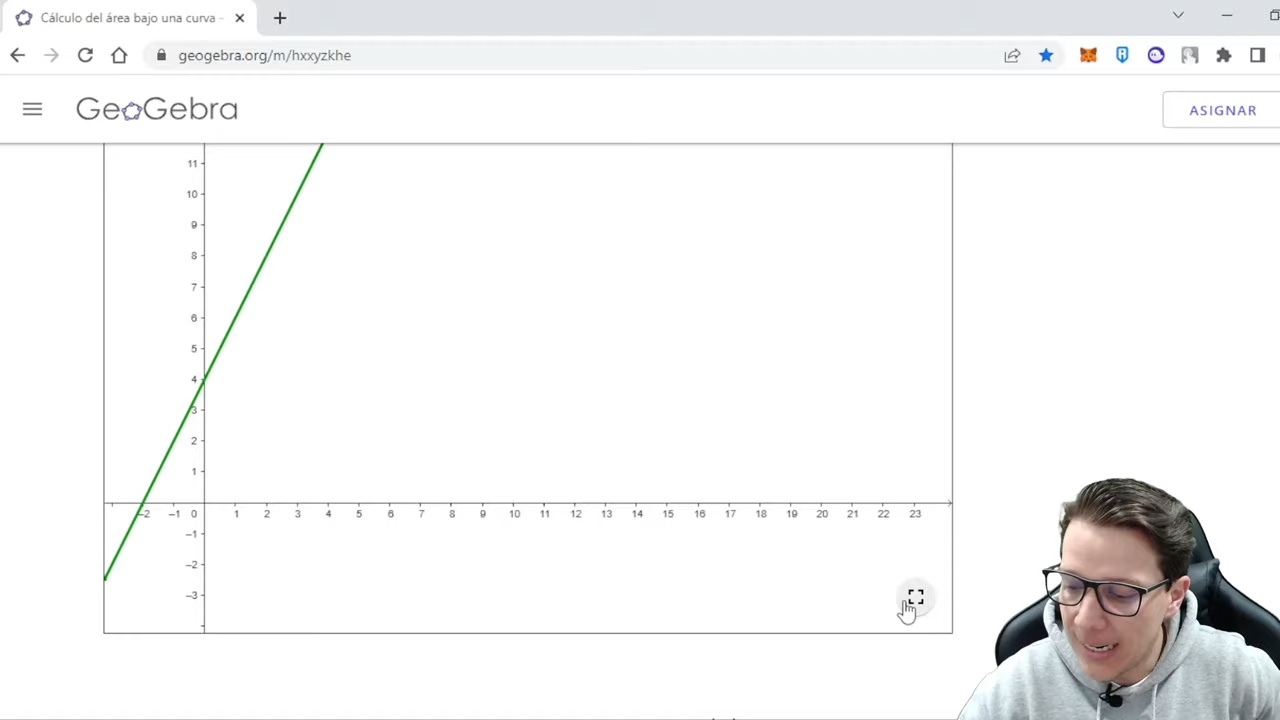 Cálculo del área bajo una curva -
geogebra.org/m/hxxyzkhe
GeoGebra
ASIGNAR
11
10
9
8
7
6
5
4
3
2
1
-2 -1 0 1 2 3 4 5 6 7 8 9 10 11 12 13 14 15 16 17 18 19 20 21 22 23
-1
-2
-3